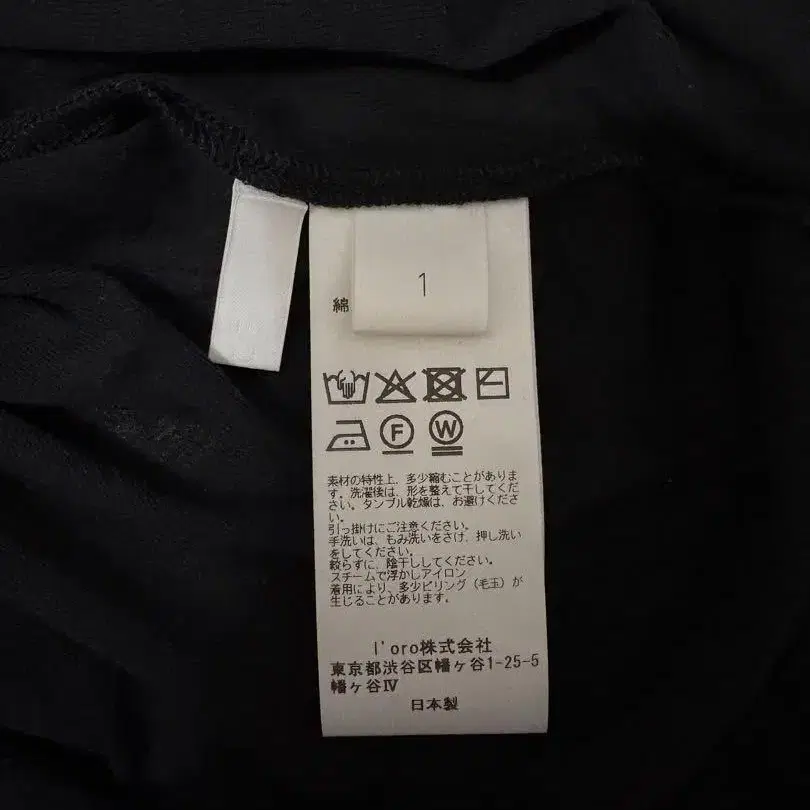 1
綿
F
W
素材の特性上、多少縮むことがありま
す。洗濯後は、形を整えて干してくだ
さい。タンブル乾燥は、お避けくださ
い。
引っ掛けにご注意ください。
手洗いは、もみ洗いをさけ、押し洗い
をしてください。
絞らずに、陰干ししてください。
スチームで浮かしアイロン
着用により、多少ピリング（毛玉）が
生じることがあります。
l'oro株式会社
東京都渋谷区幡ヶ谷1-25-5
幡ヶ谷Ⅳ
日本製